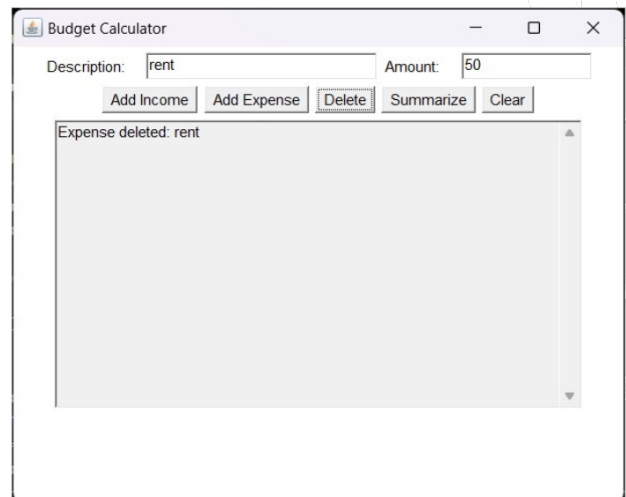 Budget Calculator
Description: rent Amount: 50
Add Income Add Expense Delete Summarize Clear
Expense deleted: rent